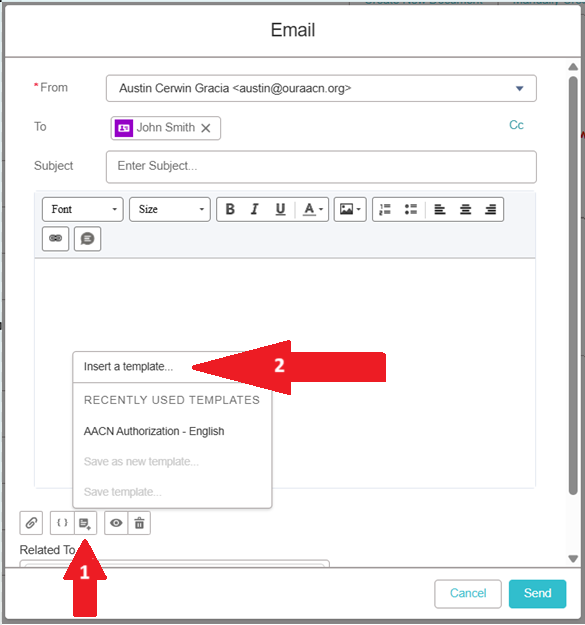 Email
* From
Austin Cerwin Gracia <austin@ouraacn.org>
To
John Smith
Cc
Subject
Enter Subject...
Font
Size
B I U A
Insert a template...
2
RECENTLY USED TEMPLATES
AACN Authorization - English
Save as new template...
Save template...
{ }
Related To
1
Cancel
Send